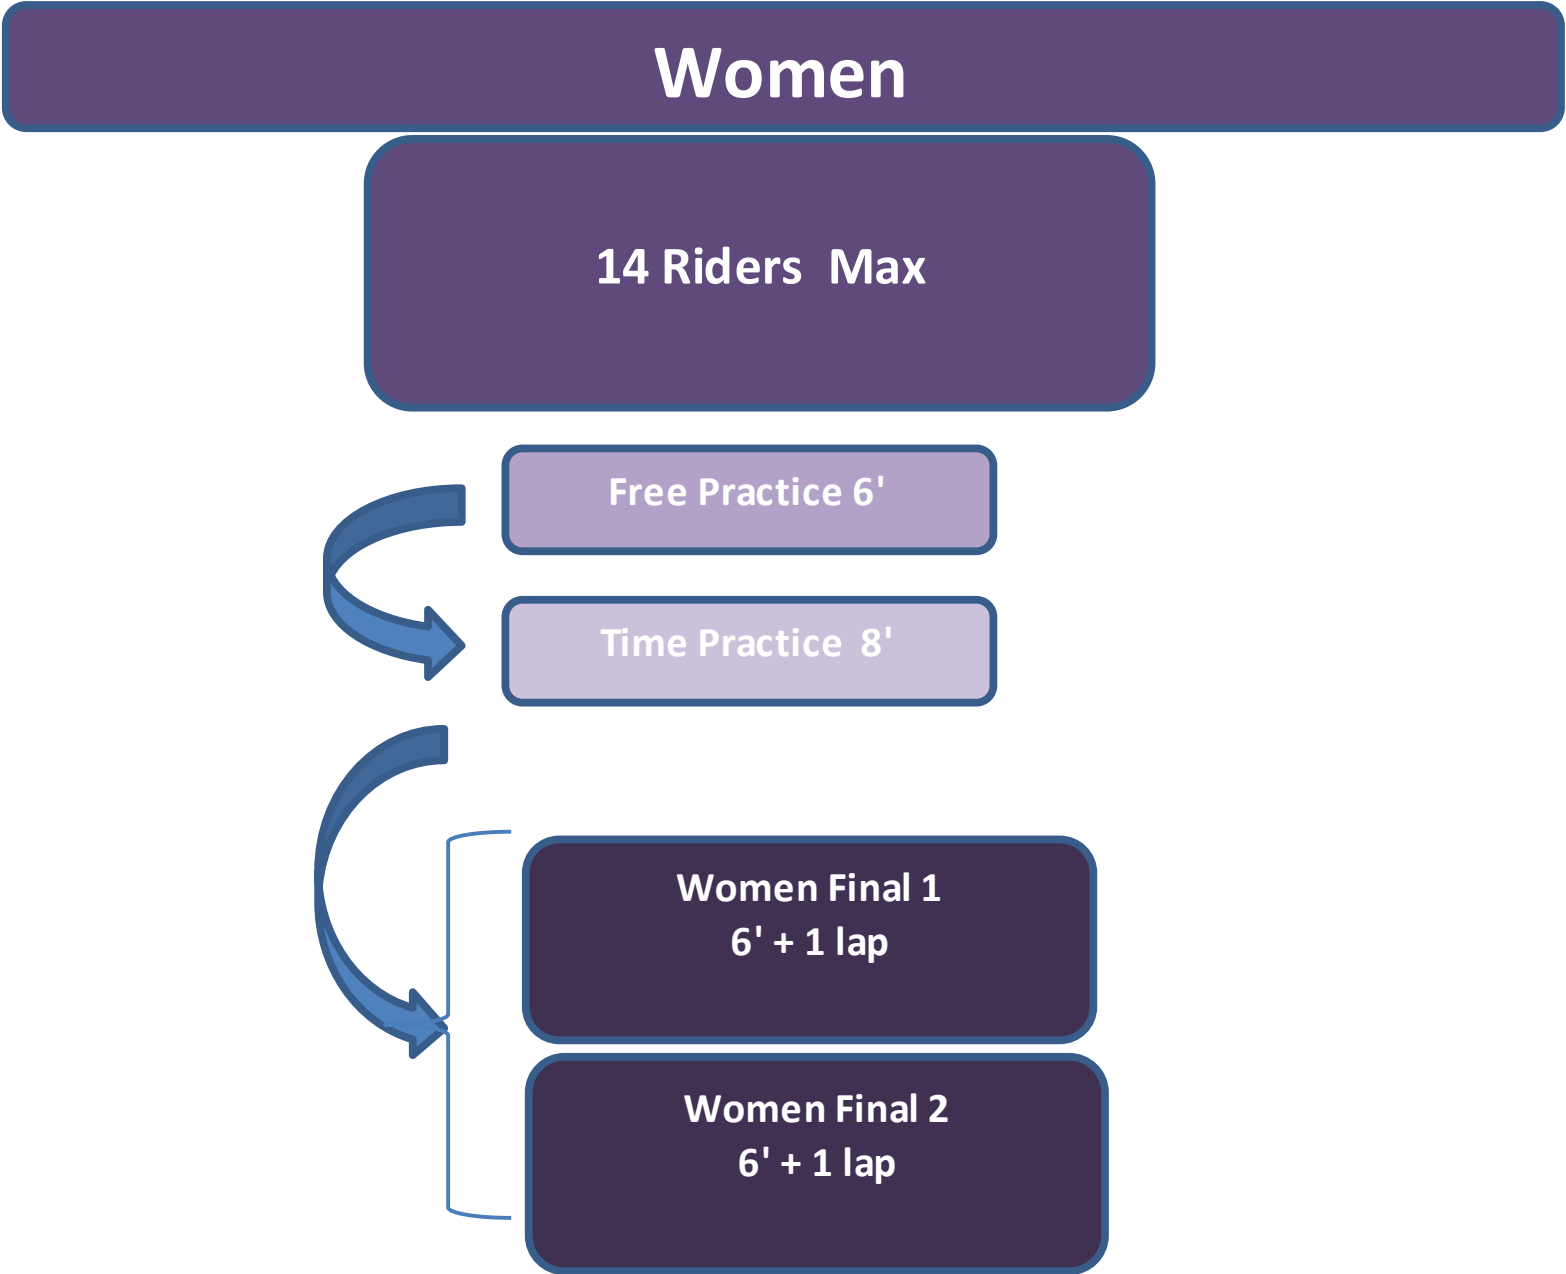 Women
14 Riders  Max
Free Practice 6'
Time Practice  8'
Women Final 1
6' + 1 lap
Women Final 2
6' + 1 lap